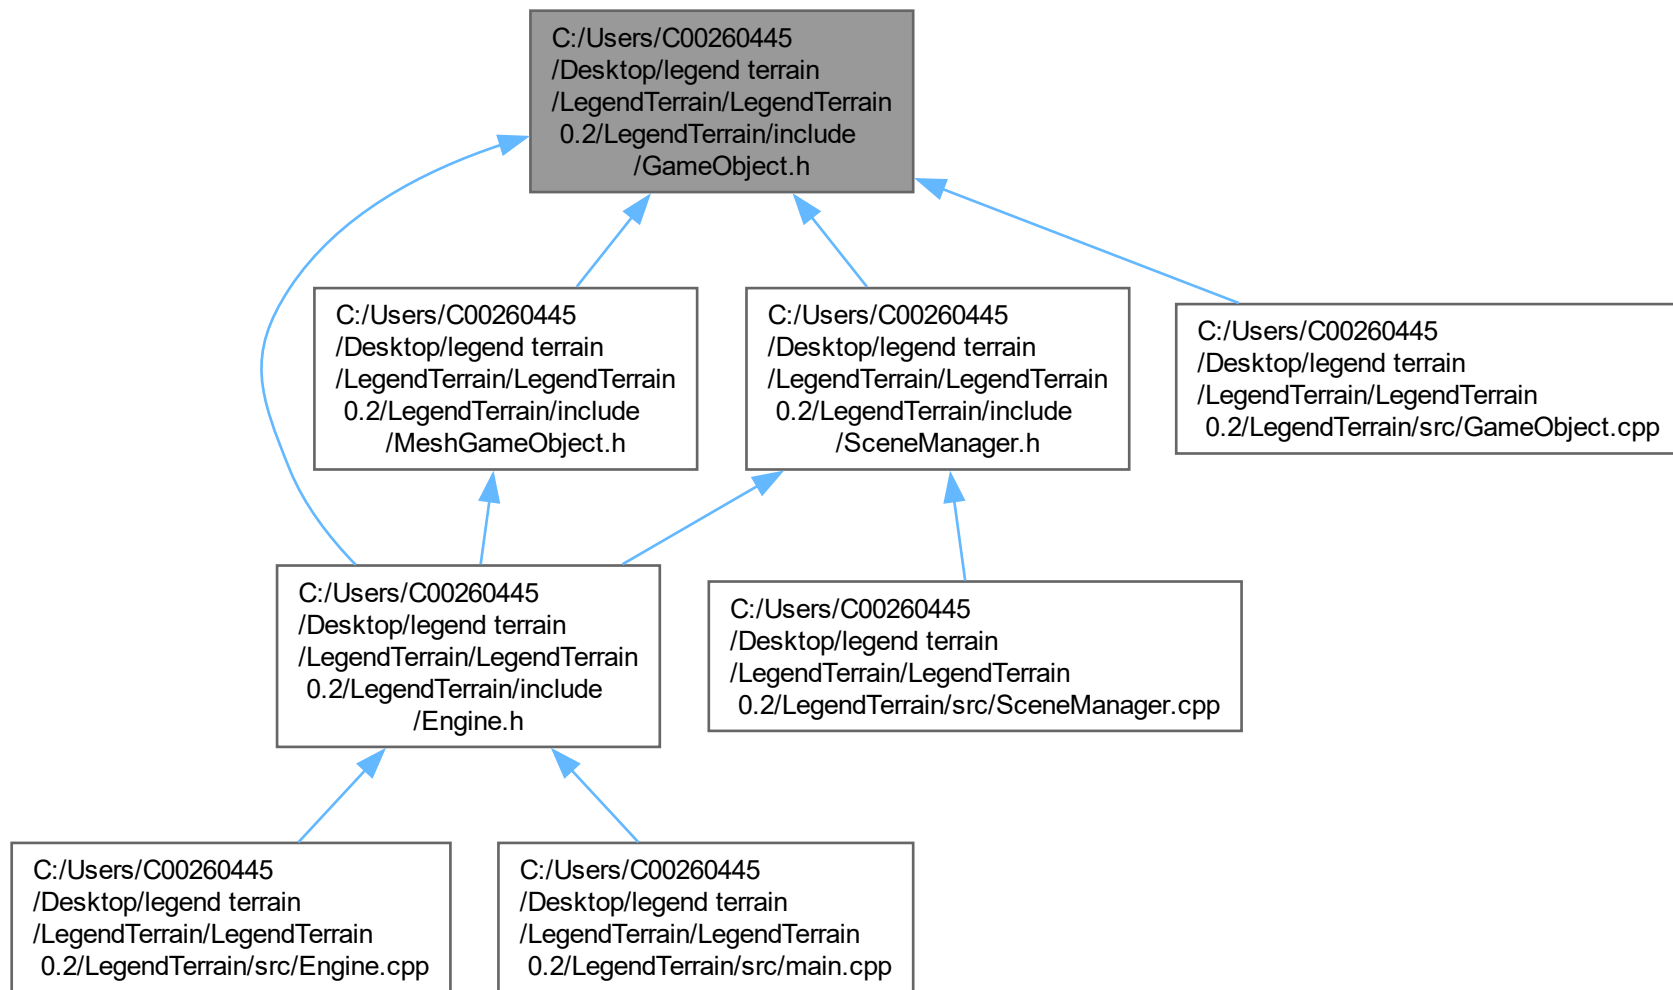 C:/Users/C00260445
/Desktop/legend terrain
/LegendTerrain/LegendTerrain
0.2/LegendTerrain/include
/GameObject.h
C:/Users/C00260445
/Desktop/legend terrain
/LegendTerrain/LegendTerrain
0.2/LegendTerrain/include
/MeshGameObject.h
C:/Users/C00260445
/Desktop/legend terrain
/LegendTerrain/LegendTerrain
0.2/LegendTerrain/include
/SceneManager.h
C:/Users/C00260445
/Desktop/legend terrain
/LegendTerrain/LegendTerrain
0.2/LegendTerrain/src/GameObject.cpp
C:/Users/C00260445
/Desktop/legend terrain
/LegendTerrain/LegendTerrain
0.2/LegendTerrain/include
/Engine.h
C:/Users/C00260445
/Desktop/legend terrain
/LegendTerrain/LegendTerrain
0.2/LegendTerrain/src/SceneManager.cpp
C:/Users/C00260445
/Desktop/legend terrain
/LegendTerrain/LegendTerrain
0.2/LegendTerrain/src/Engine.cpp
C:/Users/C00260445
/Desktop/legend terrain
/LegendTerrain/LegendTerrain
0.2/LegendTerrain/src/main.cpp